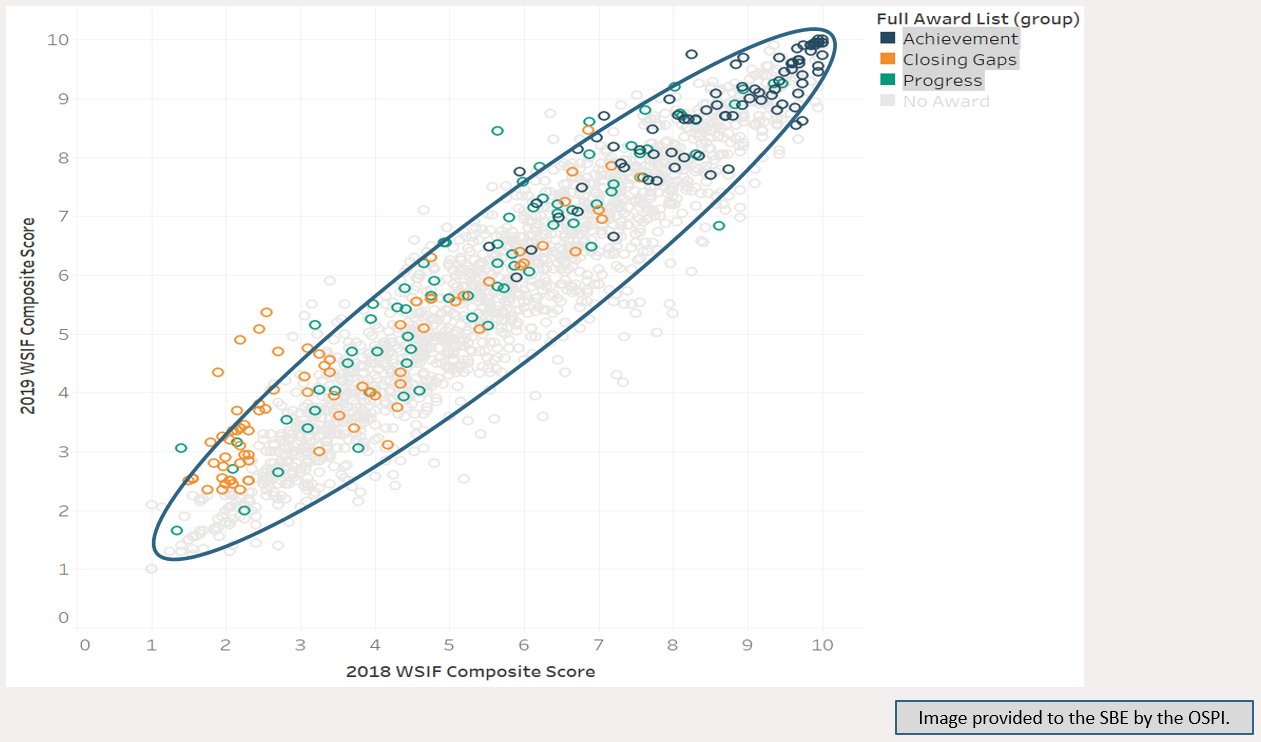 Full Award List (group)
Achievement
Closing Gaps
Progress
No Award
2019 WSIF Composite Score
10
9
8
7
6
5
4
3
2
1
0
0 1 2 3 4 5 6 7 8 9 10
2018 WSIF Composite Score
Image provided to the SBE by the OSPI.